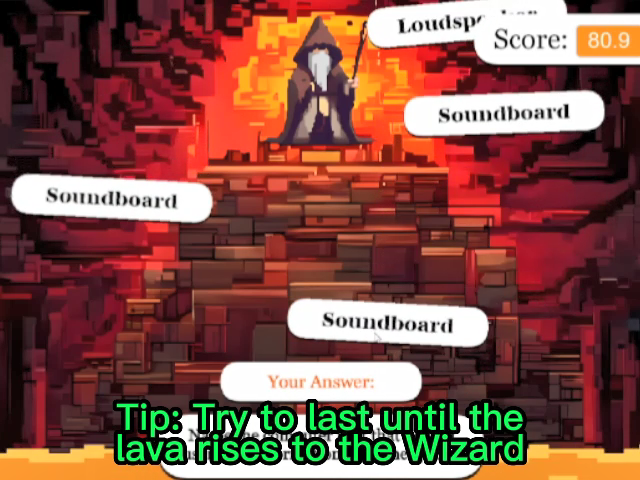 Score: 80.9
Soundboard
Soundboard
Soundboard
Your Answer:
Tip: Try to last until the
lava rises to the Wizard